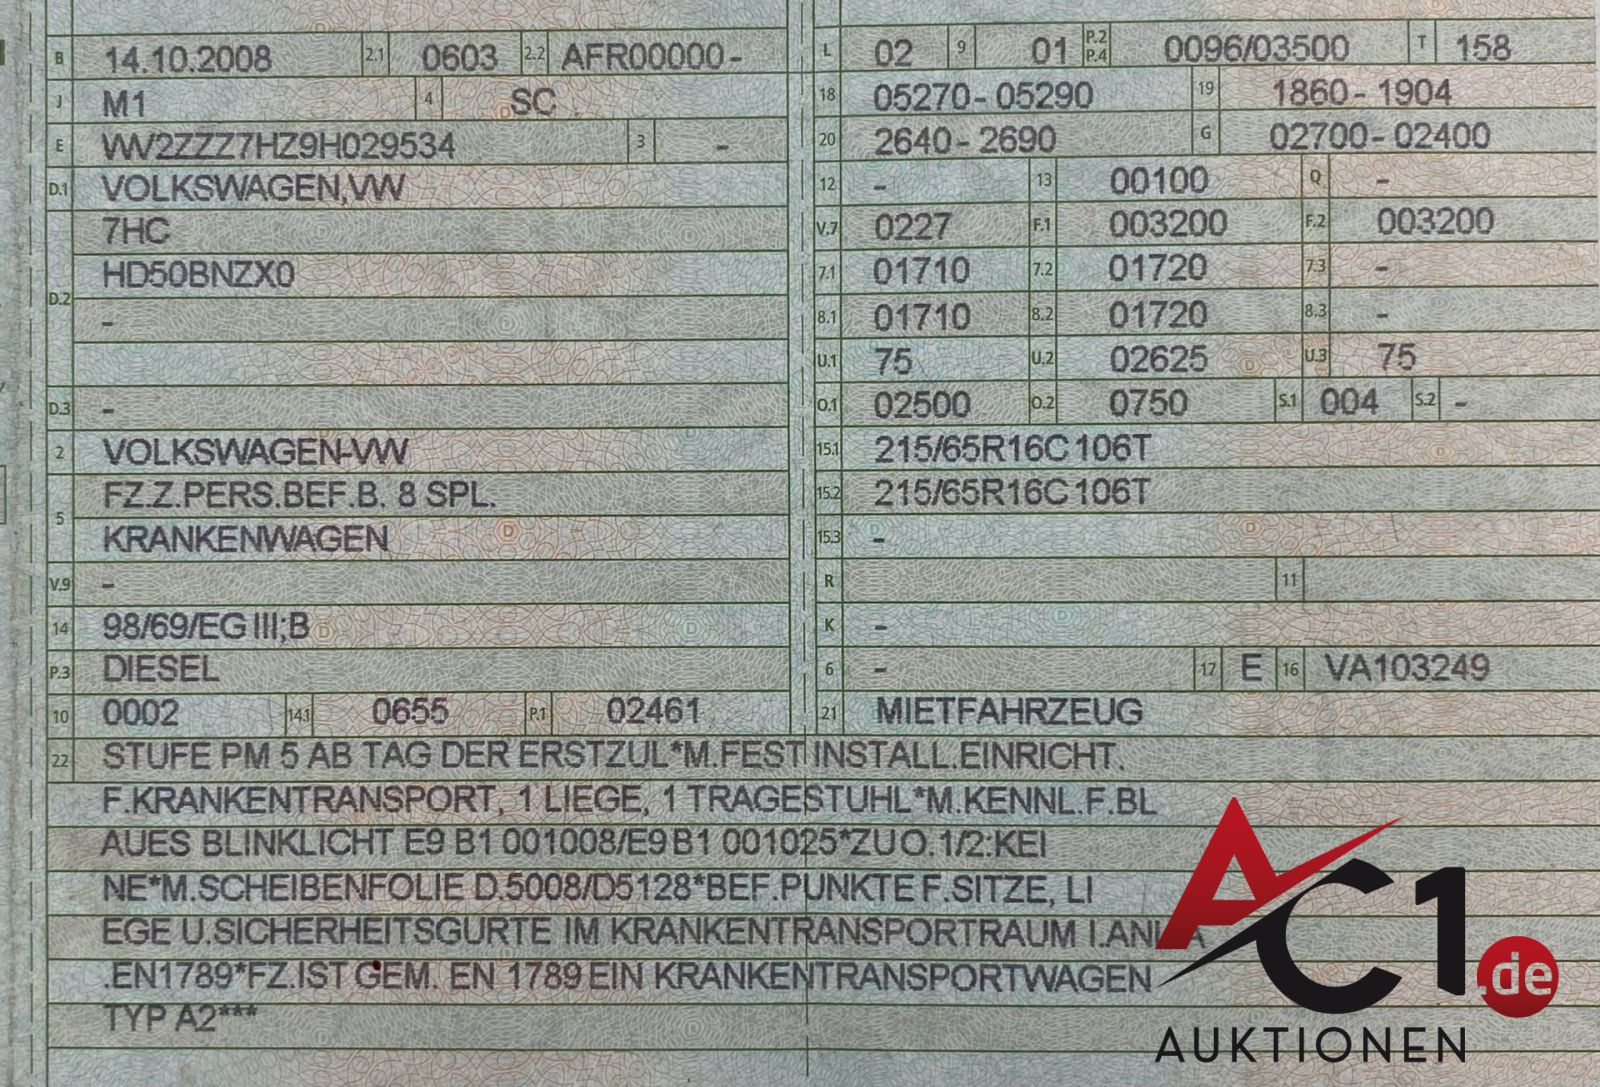 B 14.10.2008 2.1 0603 2.2 AFR00000-
J M1 4 SC
E WV2ZZZ7HZ9H029534 3 -
D.1 VOLKSWAGEN,VW
7HC
D.2 HD50BNZX0
-
D.3 -
2 VOLKSWAGEN-VW
5 FZ.Z.PERS.BEF.B. 8 SPL.
KRANKENWAGEN
V.9 -
14 98/69/EG III;B
P.3 DIESEL
10 0002 14.1 0655 P.1 02461
L 02 9 01 P.2 P.4 0096/03500 T 158
18 05270-05290 19 1860-1904
20 2640-2690 G 02700-02400
12 - 13 00100 Q -
V.7 0227 F.1 003200 F.2 003200
7.1 01710 7.2 01720 7.3 -
8.1 01710 8.2 01720 8.3 -
U.1 75 U.2 02625 U.3 75
O.1 02500 O.2 0750 S.1 004 S.2 -
15.1 215/65R16C 106T
15.2 215/65R16C 106T
15.3 -
R 11
K -
6 - 17 E 16 VA103249
21 MIETFAHRZEUG
22 STUFE PM 5 AB TAG DER ERSTZUL*M.FEST INSTALL.EINRICHT.
F.KRANKENTRANSPORT, 1 LIEGE, 1 TRAGESTUHL*M.KENNL.F.BL
AUES BLINKLICHT E9 B1 001008/E9 B1 001025*ZU O.1/2:KEI
NE*M.SCHEIBENFOLIE D.5008/D5128*BEF.PUNKTE F.SITZE, LI
EGE U.SICHERHEITSGURTE IM KRANKENTRANSPORTRAUM I.ANL.A
.EN1789*FZ.IST GEM. EN 1789 EIN KRANKENTRANSPORTWAGEN
TYP A2***
AC1.de
AUKTIONEN